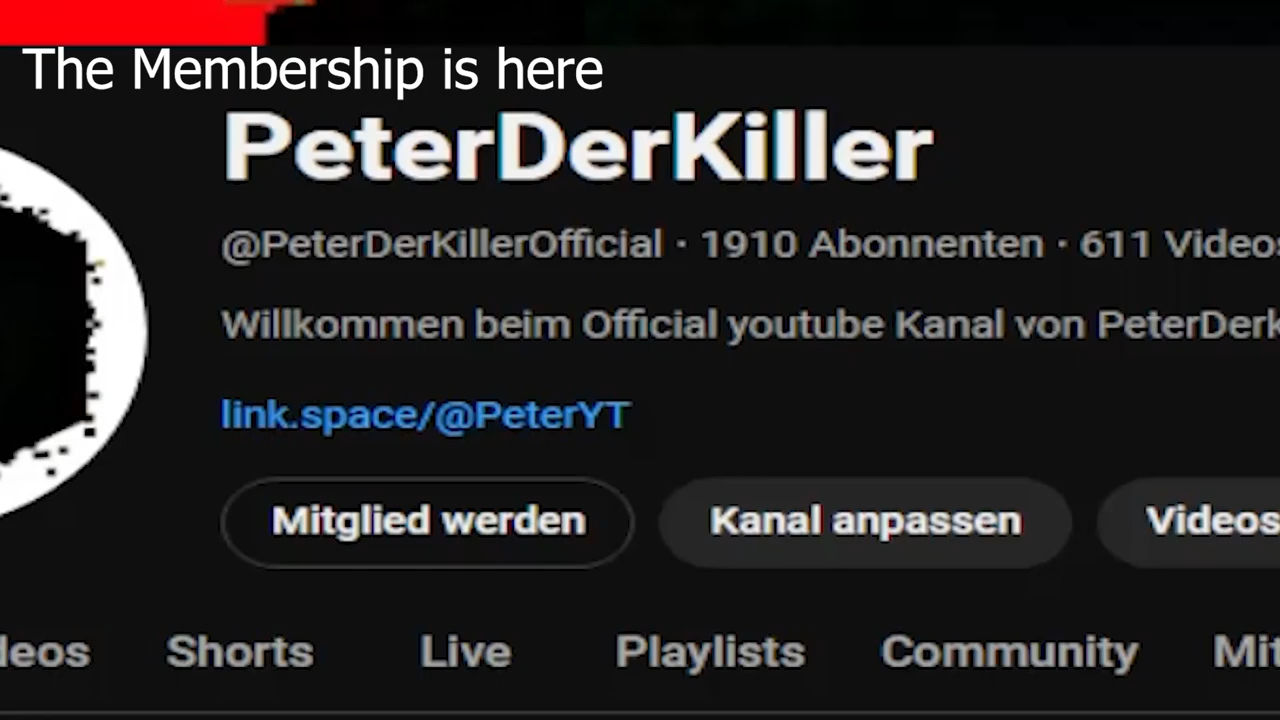 The Membership is here
PeterDerKiller
@PeterDerKillerOfficial · 1910 Abonnenten · 611 Videos
Willkommen beim Official youtube Kanal von
link.space/@PeterYT
Mitglied werden Kanal anpassen Videos
Shorts Live Playlists Community